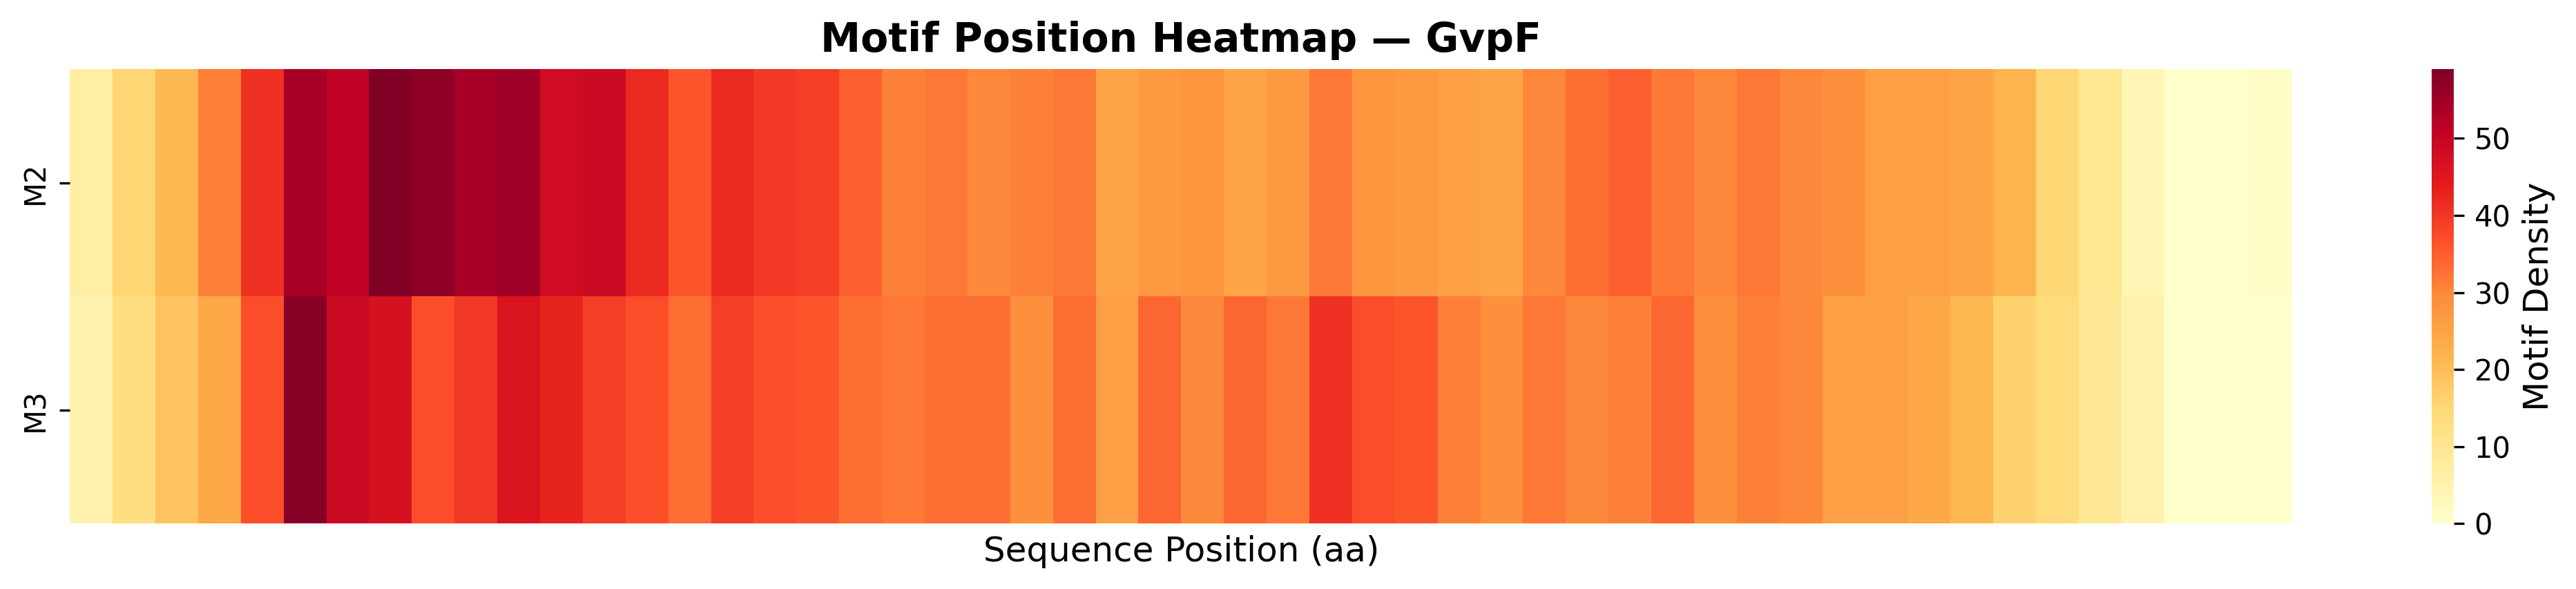 Motif Position Heatmap — GvpF
M2
M3
Sequence Position (aa)
50
40
30
20
10
0
Motif Density